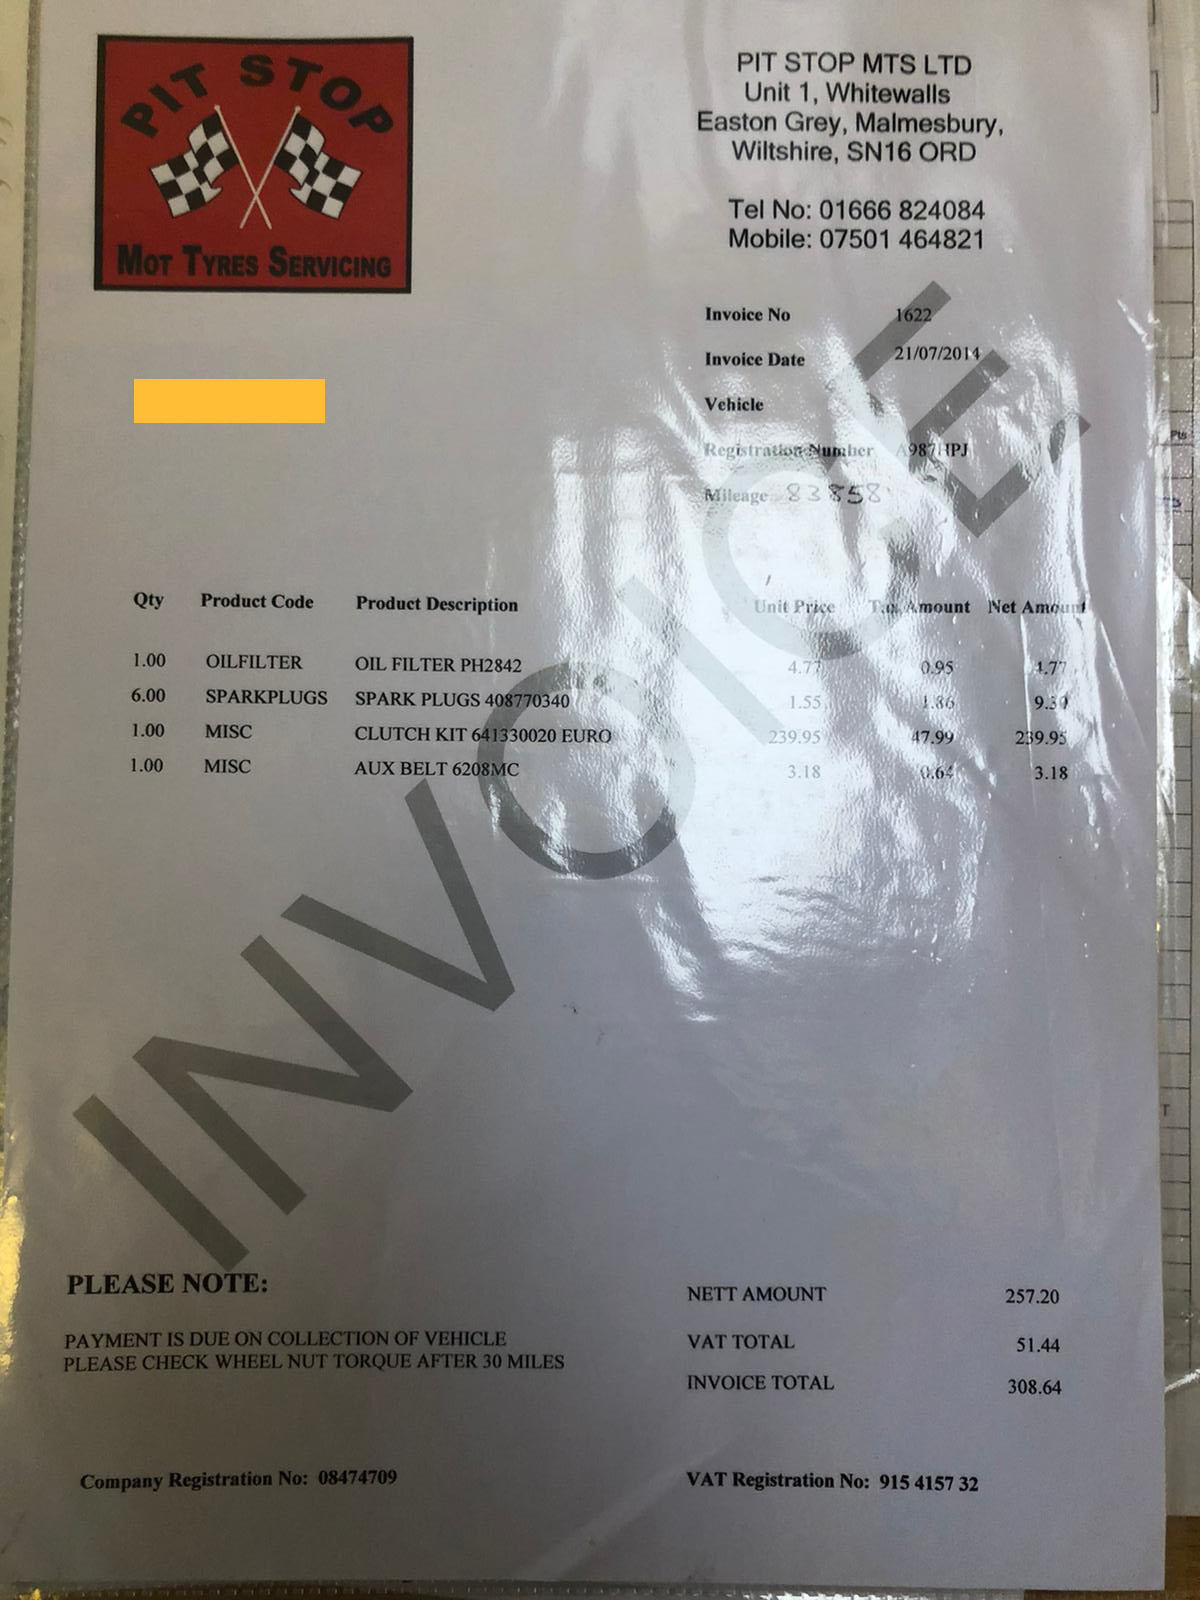 PIT STOP
MOT TYRES SERVICING
PIT STOP MTS LTD
Unit 1, Whitewalls
Easton Grey, Malmesbury,
Wiltshire, SN16 ORD
Tel No: 01666 824084
Mobile: 07501 464821
Invoice No 1622
Invoice Date 21/07/2014
Vehicle
Registration Number A987HPJ
Mileage 83858
Qty Product Code Product Description Unit Price Tax Amount Net Amount
1.00 OILFILTER OIL FILTER PH2842 4.77 0.95 4.77
6.00 SPARKPLUGS SPARK PLUGS 408770340 1.55 1.86 9.30
1.00 MISC CLUTCH KIT 641330020 EURO 239.95 47.99 239.95
1.00 MISC AUX BELT 6208MC 3.18 0.64 3.18
INVOICE
PLEASE NOTE:
PAYMENT IS DUE ON COLLECTION OF VEHICLE
PLEASE CHECK WHEEL NUT TORQUE AFTER 30 MILES
NETT AMOUNT 257.20
VAT TOTAL 51.44
INVOICE TOTAL 308.64
Company Registration No: 08474709
VAT Registration No: 915 4157 32
Pts
T